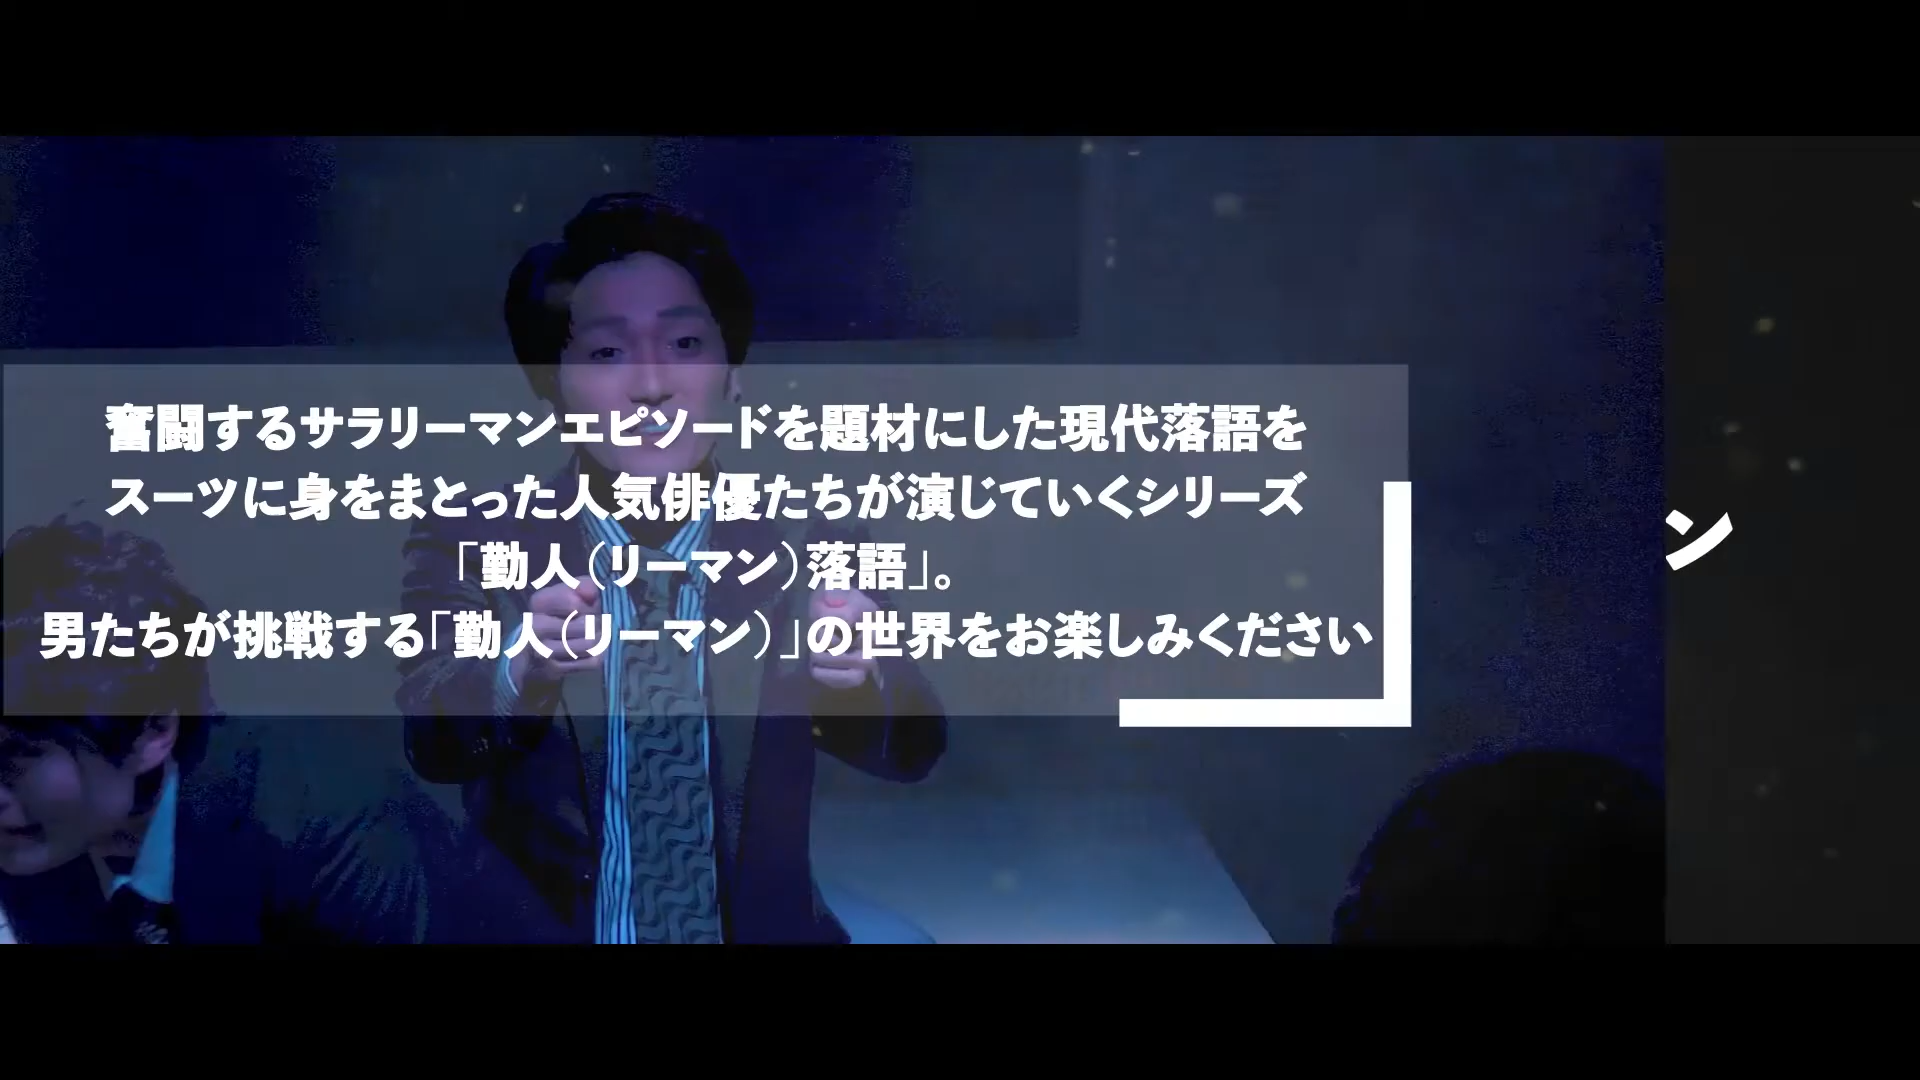 奮闘するサラリーマンエピソードを題材にした現代落語を
スーツに身をまとった人気俳優たちが演じていくシリーズ
「勤人(リーマン)落語」。
男たちが挑戦する「勤人(リーマン)」の世界をお楽しみください
ン